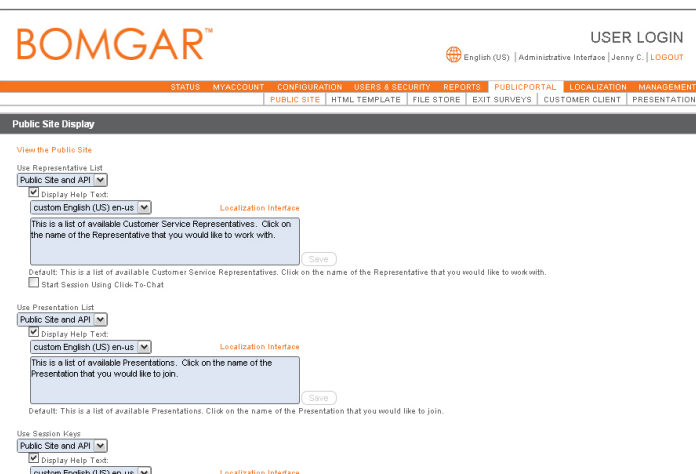 BOMGAR™
USER LOGIN
English (US) | Administrative Interface | Jenny C. | LOGOUT
STATUS MYACCOUNT CONFIGURATION USERS & SECURITY REPORTS PUBLICPORTAL LOCALIZATION MANAGEMENT
PUBLIC SITE | HTML TEMPLATE | FILE STORE | EXIT SURVEYS | CUSTOMER CLIENT | PRESENTATION
Public Site Display
View the Public Site
Use Representative List
Public Site and API
Display Help Text:
custom English (US) en-us Localization Interface
This is a list of available Customer Service Representatives. Click on
the name of the Representative that you would like to work with.
Save
Default: This is a list of available Customer Service Representatives. Click on the name of the Representative that you would like to work with.
Start Session Using Click-To-Chat
Use Presentation List
Public Site and API
Display Help Text:
custom English (US) en-us Localization Interface
This is a list of available Presentations. Click on the name of the
Presentation that you would like to join.
Save
Default: This is a list of available Presentations. Click on the name of the Presentation that you would like to join.
Use Session Keys
Public Site and API
Display Help Text:
custom English (US) en-us Localization Interface